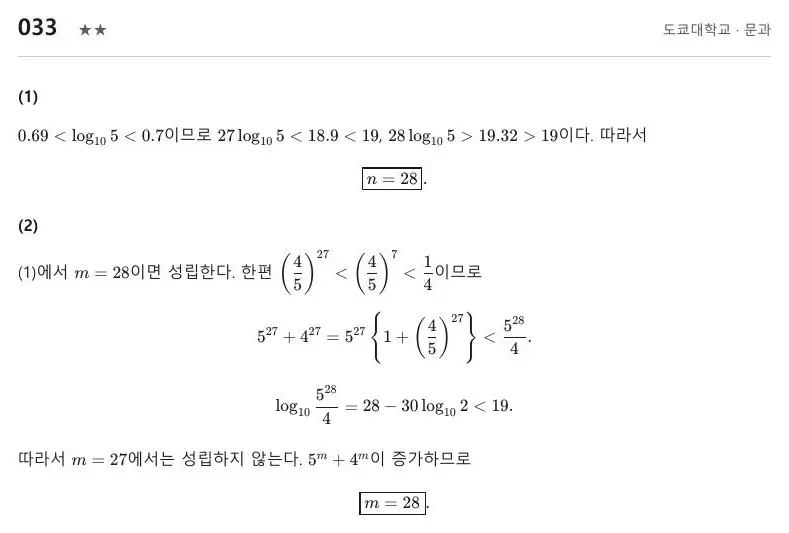 033 ★★ 도쿄대학교 · 문과
(1)
0.69 < log₁₀ 5 < 0.7이므로 27 log₁₀ 5 < 18.9 < 19, 28 log₁₀ 5 > 19.32 > 19이다. 따라서
n = 28.
(2)
(1)에서 m = 28이면 성립한다. 한편 (4/5)²⁷ < (4/5)⁷ < 1/4이므로
5²⁷ + 4²⁷ = 5²⁷ {1 + (4/5)²⁷} < 5²⁸/4.
log₁₀ 5²⁸/4 = 28 − 30 log₁₀ 2 < 19.
따라서 m = 27에서는 성립하지 않는다. 5ᵐ + 4ᵐ이 증가하므로
m = 28.